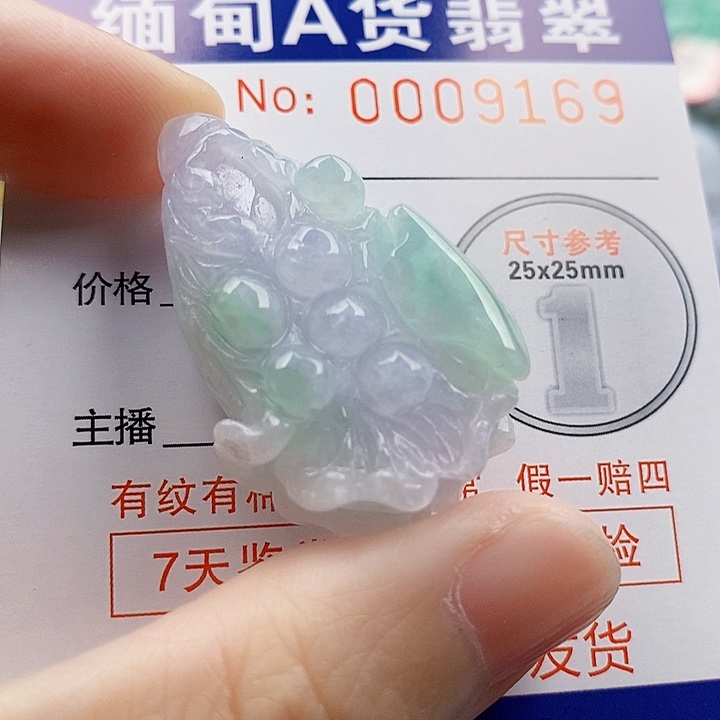 缅甸A货翡翠
No: 0009169
尺寸参考
25x25mm
1
价格
主播
有纹有 假一赔四
7天 检
发货